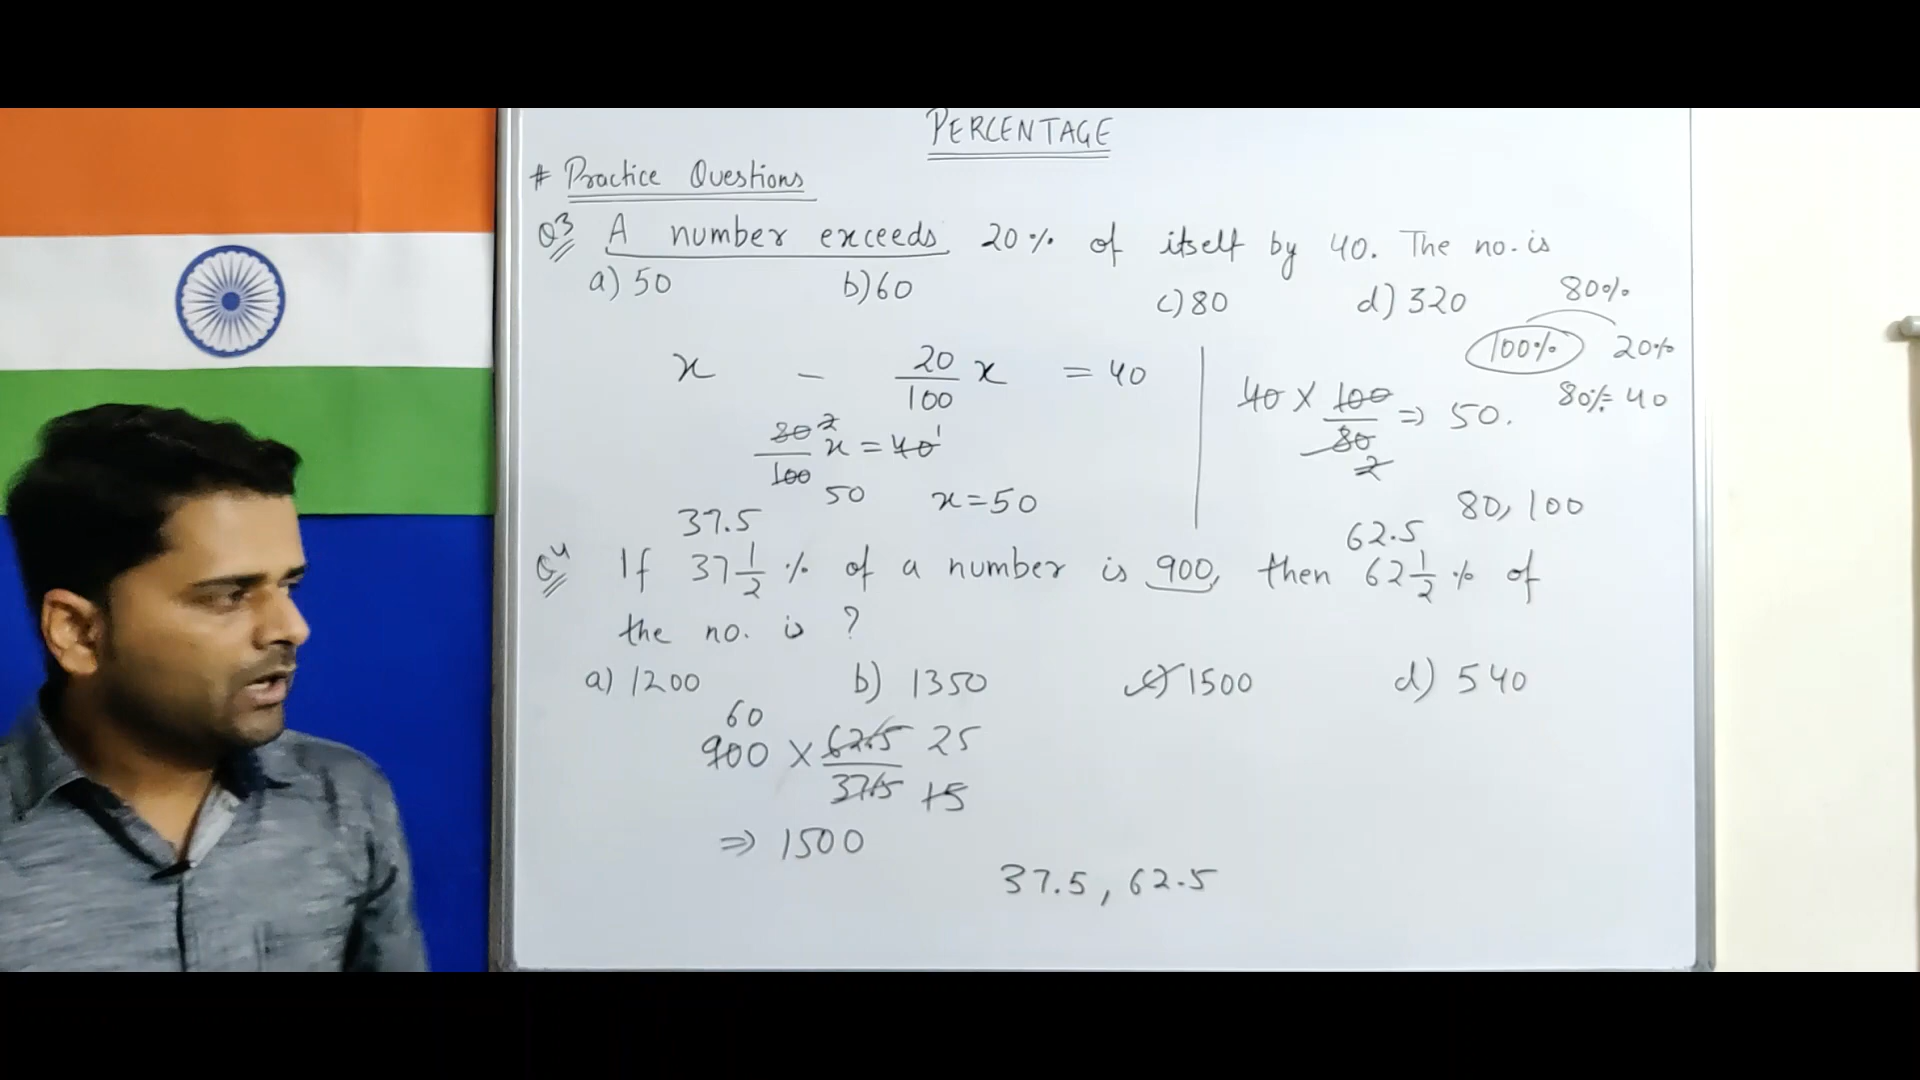 PERCENTAGE
# Practice Questions
Q3 A number exceeds 20% of itself by 40. The no. is
a) 50 b) 60 c) 80 d) 320
80%
100% 20%
80% = 40
x - 20/100 x = 40
80/100 2 x = 40 1
50 x = 50
40 X 100/80 ⇒ 50.
2
80, 100
37.5 62.5
Q4 If 37 1/2 % of a number is 900, then 62 1/2 % of
the no. is ?
a) 1200 b) 1350 c) 1500 d) 540
60
900 X 62.5/37.5 25
15
⇒ 1500
37.5, 62.5